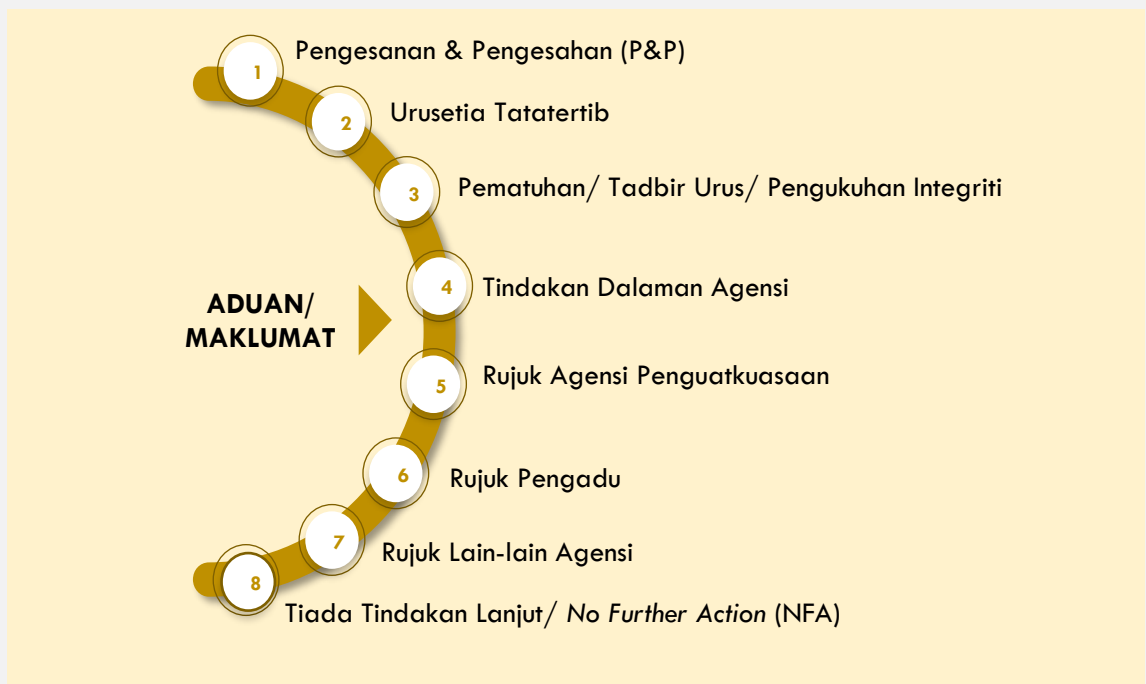 1 Pengesanan & Pengesahan (P&P)
2 Urusetia Tatatertib
3 Pematuhan/ Tadbir Urus/ Pengukuhan Integriti
ADUAN/
MAKLUMAT
4 Tindakan Dalaman Agensi
5 Rujuk Agensi Penguatkuasaan
6 Rujuk Pengadu
7 Rujuk Lain-lain Agensi
8 Tiada Tindakan Lanjut/ No Further Action (NFA)